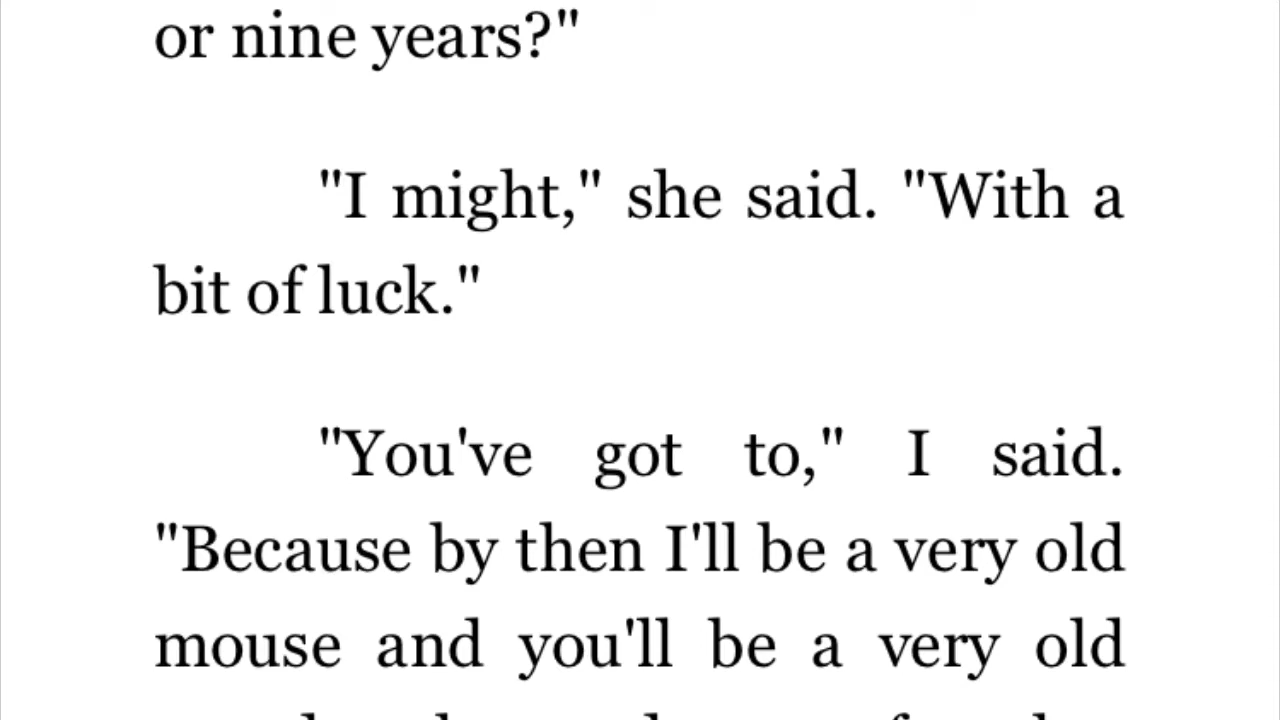 or nine years?"
"I might," she said. "With a
bit of luck."
"You've got to," I said.
"Because by then I'll be a very old
mouse and you'll be a very old